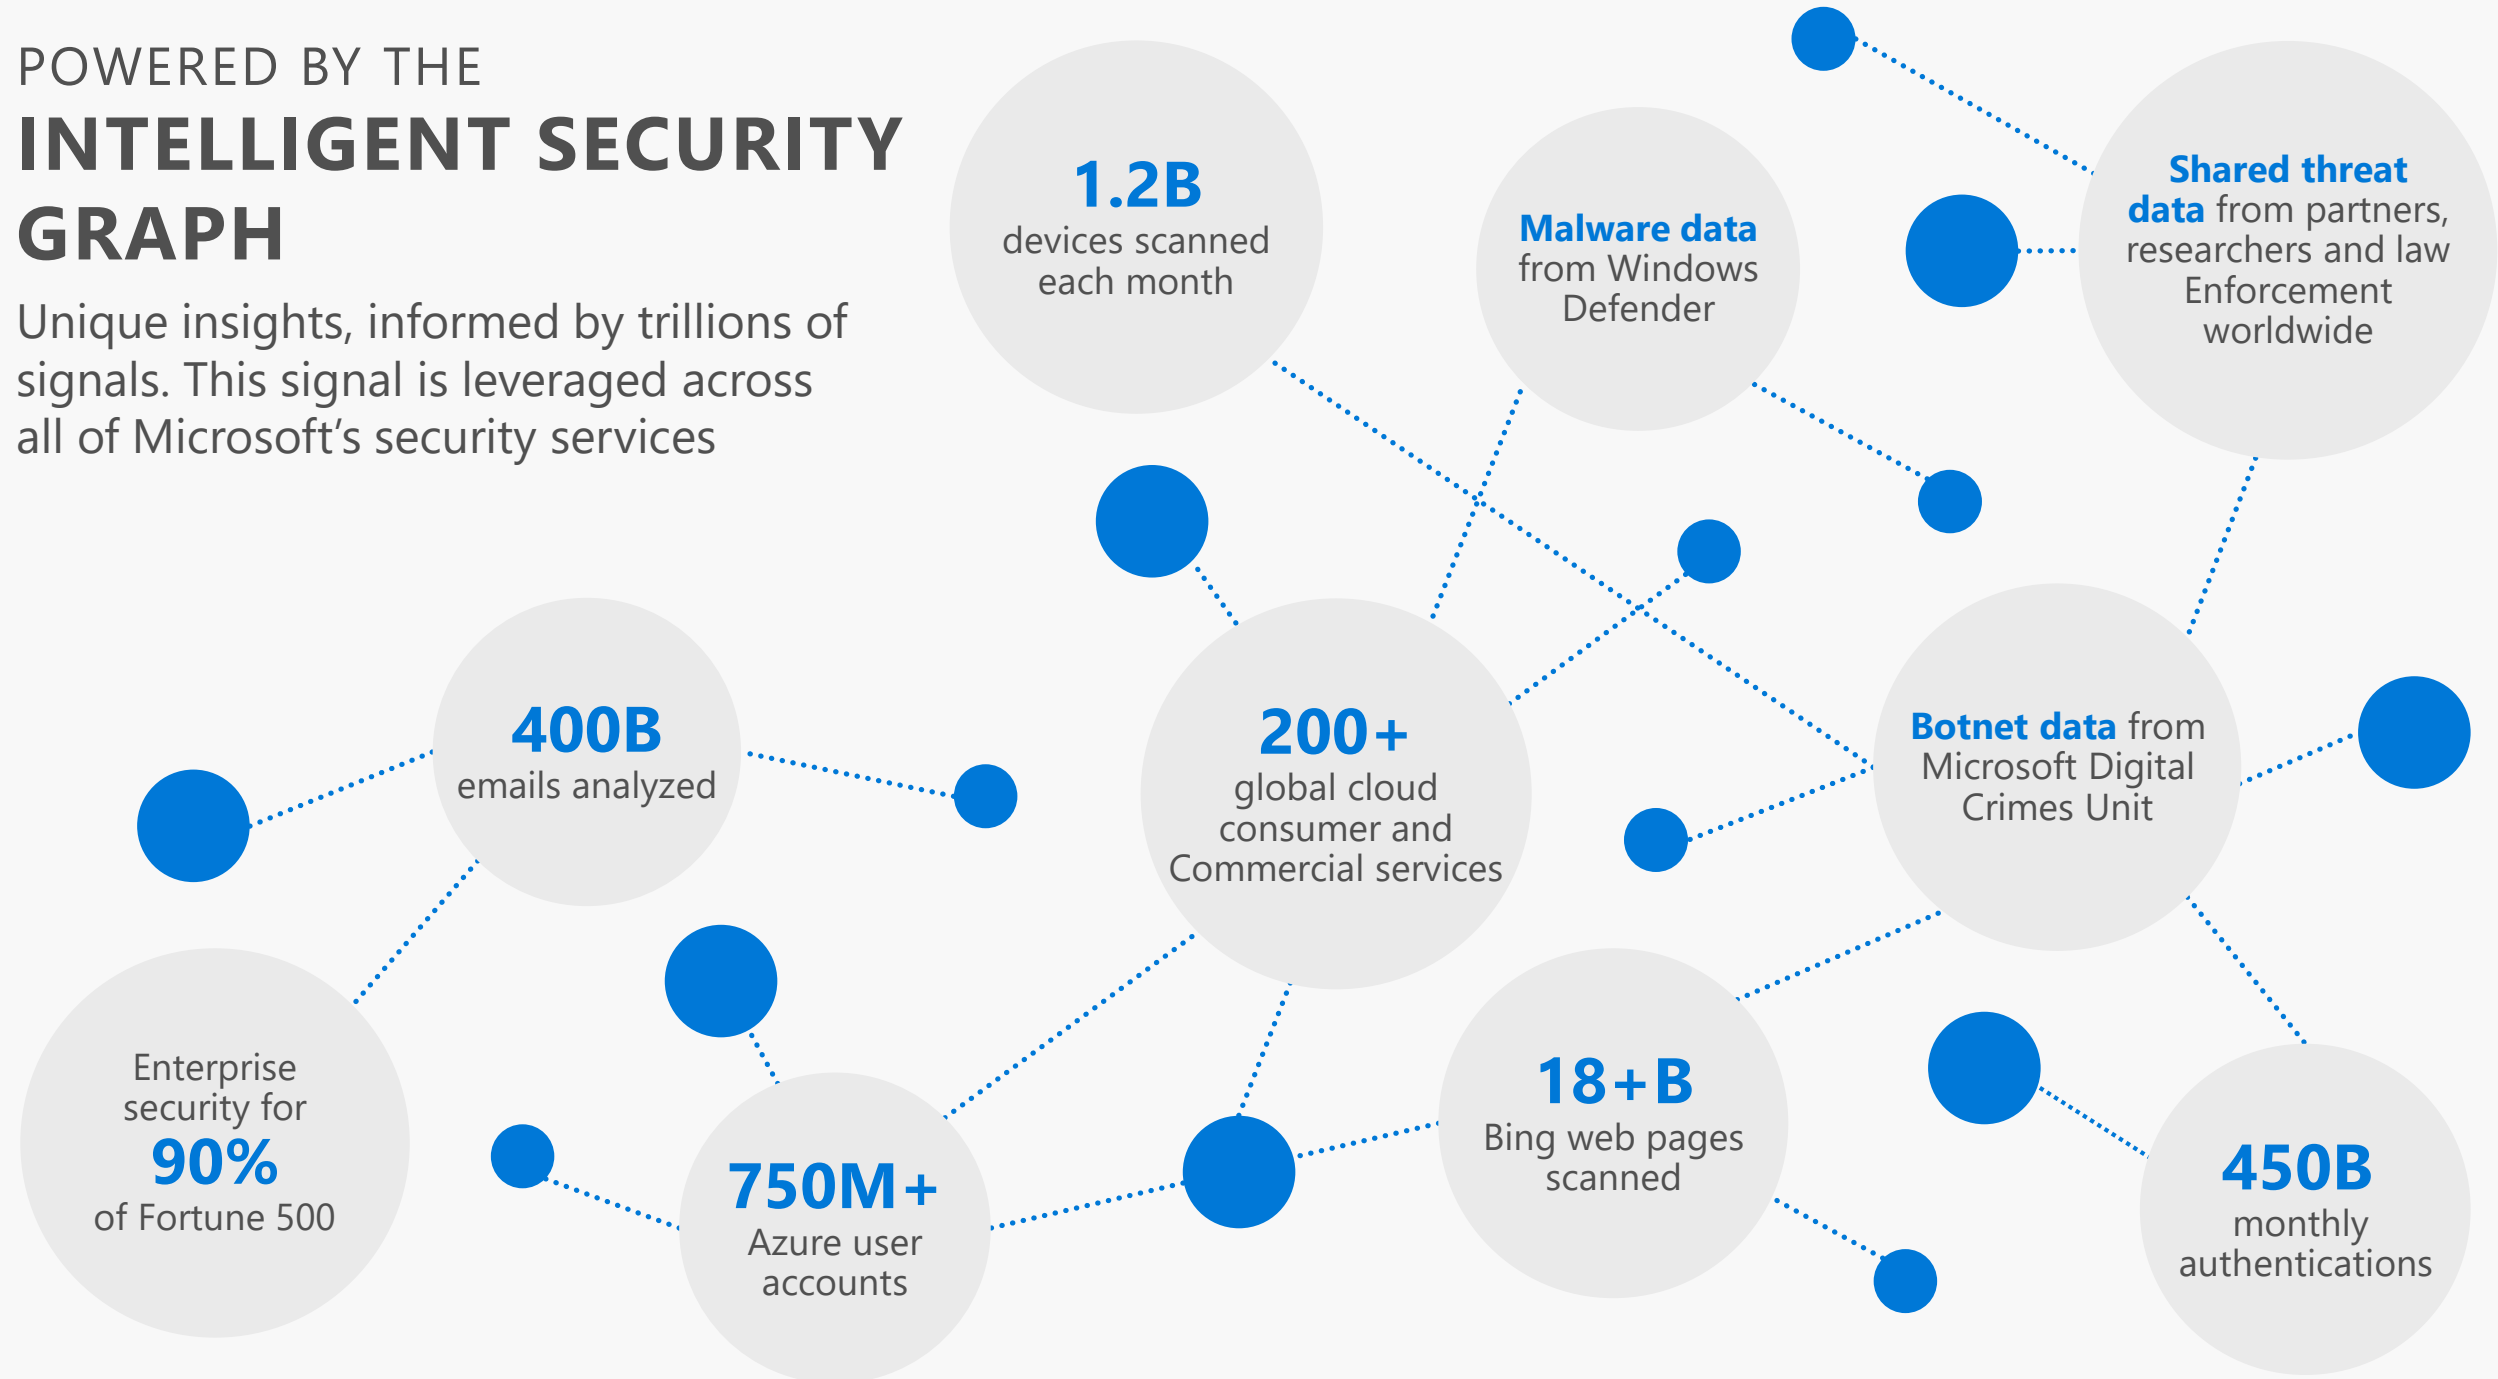 POWERED BY THE
INTELLIGENT SECURITY
GRAPH
Unique insights, informed by trillions of
signals. This signal is leveraged across
all of Microsoft’s security services
1.2B
devices scanned
each month
Malware data
from Windows
Defender
Shared threat
data from partners,
researchers and law
Enforcement
worldwide
400B
emails analyzed
200+
global cloud
consumer and
Commercial services
Botnet data from
Microsoft Digital
Crimes Unit
Enterprise
security for
90%
of Fortune 500
750M+
Azure user
accounts
18+B
Bing web pages
scanned
450B
monthly
authentications